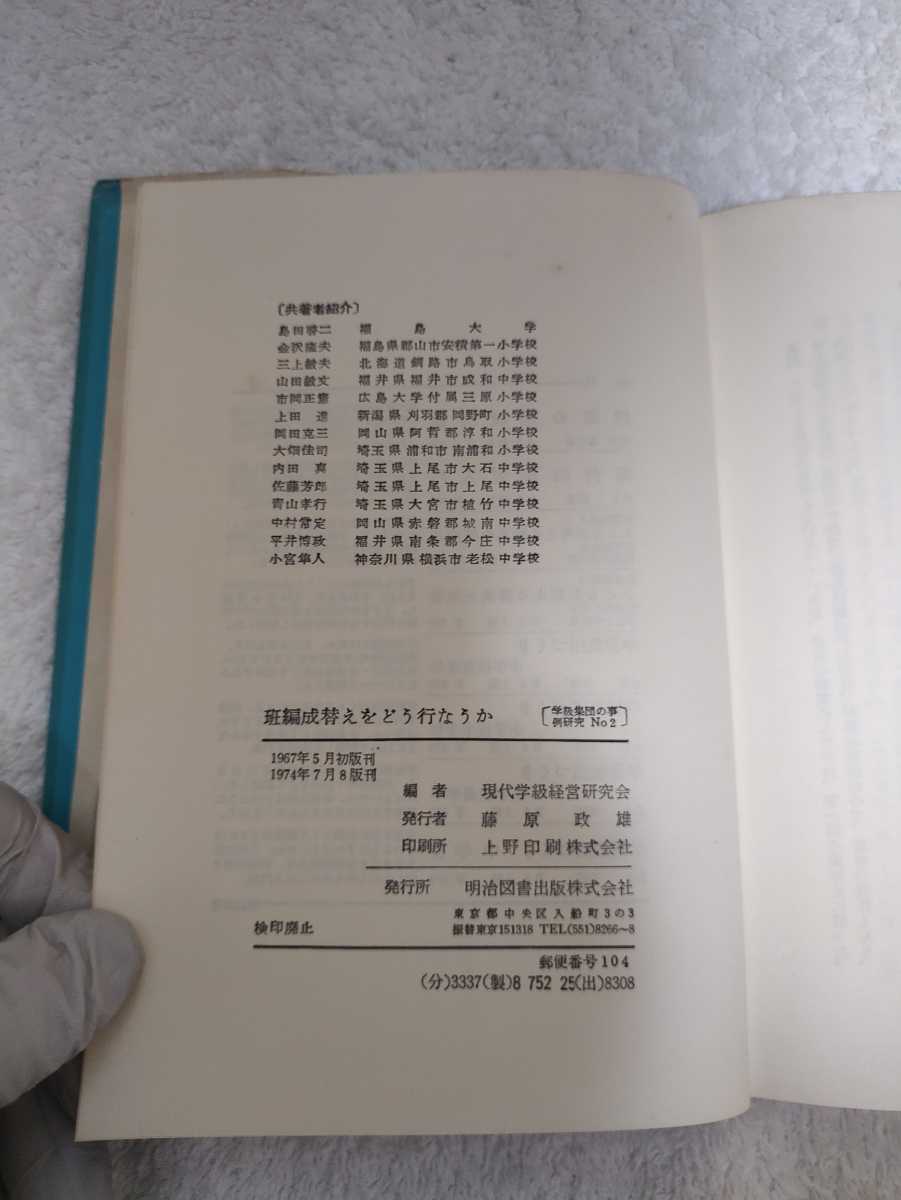 〔共著者紹介〕
島田啓二 福島大学
金沢康夫 福島県郡山市安積第一小学校
三上敏夫 北海道釧路市鳥取小学校
山田敏文 福井県福井市成和中学校
市岡正憲 広島大学付属三原小学校
上田進 新潟県刈羽郡岡野町小学校
岡田克三 岡山県阿哲郡淳和小学校
大畑佳司 埼玉県浦和市南浦和小学校
内田真 埼玉県上尾市大石中学校
佐藤芳郎 埼玉県上尾市上尾中学校
青山孝行 埼玉県大宮市植竹中学校
中村常定 岡山県赤磐郡城南中学校
平井博政 福井県南条郡今庄中学校
小宮隼人 神奈川県横浜市老松中学校
班編成替えをどう行なうか 〔学級集団の事例研究 No2〕
1967年5月初版刊
1974年7月8版刊
編者 現代学級経営研究会
発行者 藤原政雄
印刷所 上野印刷株式会社
発行所 明治図書出版株式会社
東京都中央区入船町3の3
検印廃止 振替東京151318 TEL(551)8266〜8
郵便番号104
(分)3337(製)8 752 25(出)8308